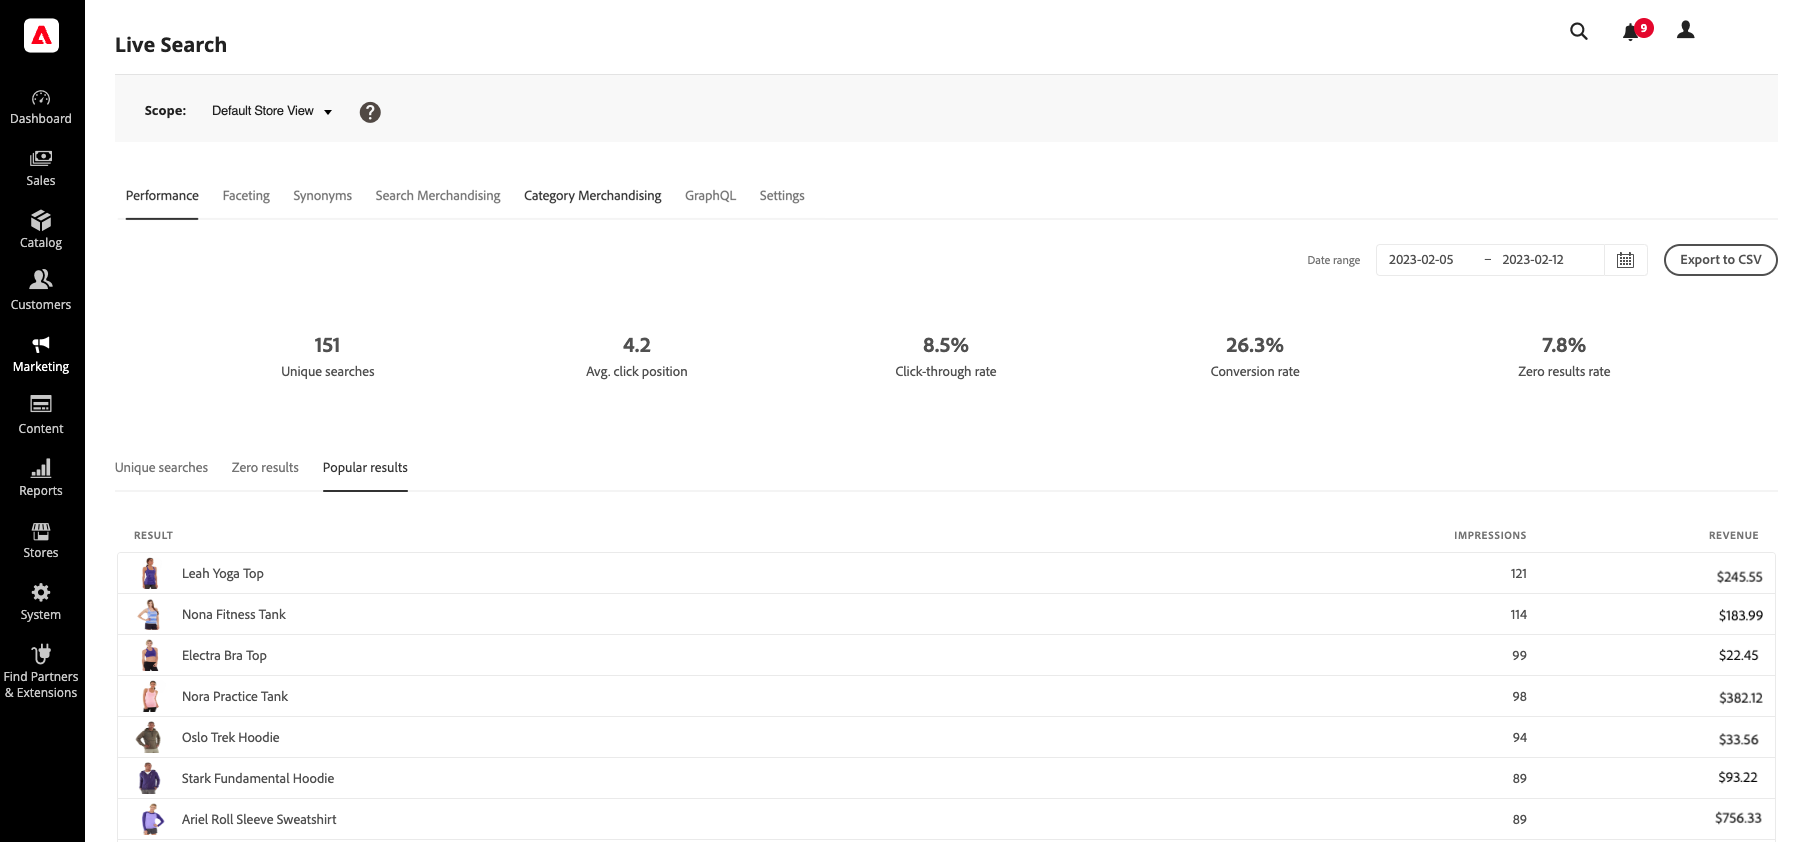 Live Search
9
Scope: Default Store View ?
Dashboard
Sales
Catalog
Customers
Marketing
Content
Reports
Stores
System
Find Partners
& Extensions
Performance Faceting Synonyms Search Merchandising Category Merchandising GraphQL Settings
Date range 2023-02-05 – 2023-02-12 Export to CSV
151 4.2 8.5% 26.3% 7.8%
Unique searches Avg. click position Click-through rate Conversion rate Zero results rate
Unique searches Zero results Popular results
RESULT IMPRESSIONS REVENUE
Leah Yoga Top 121 $245.55
Nona Fitness Tank 114 $183.99
Electra Bra Top 99 $22.45
Nora Practice Tank 98 $382.12
Oslo Trek Hoodie 94 $33.56
Stark Fundamental Hoodie 89 $93.22
Ariel Roll Sleeve Sweatshirt 89 $756.33